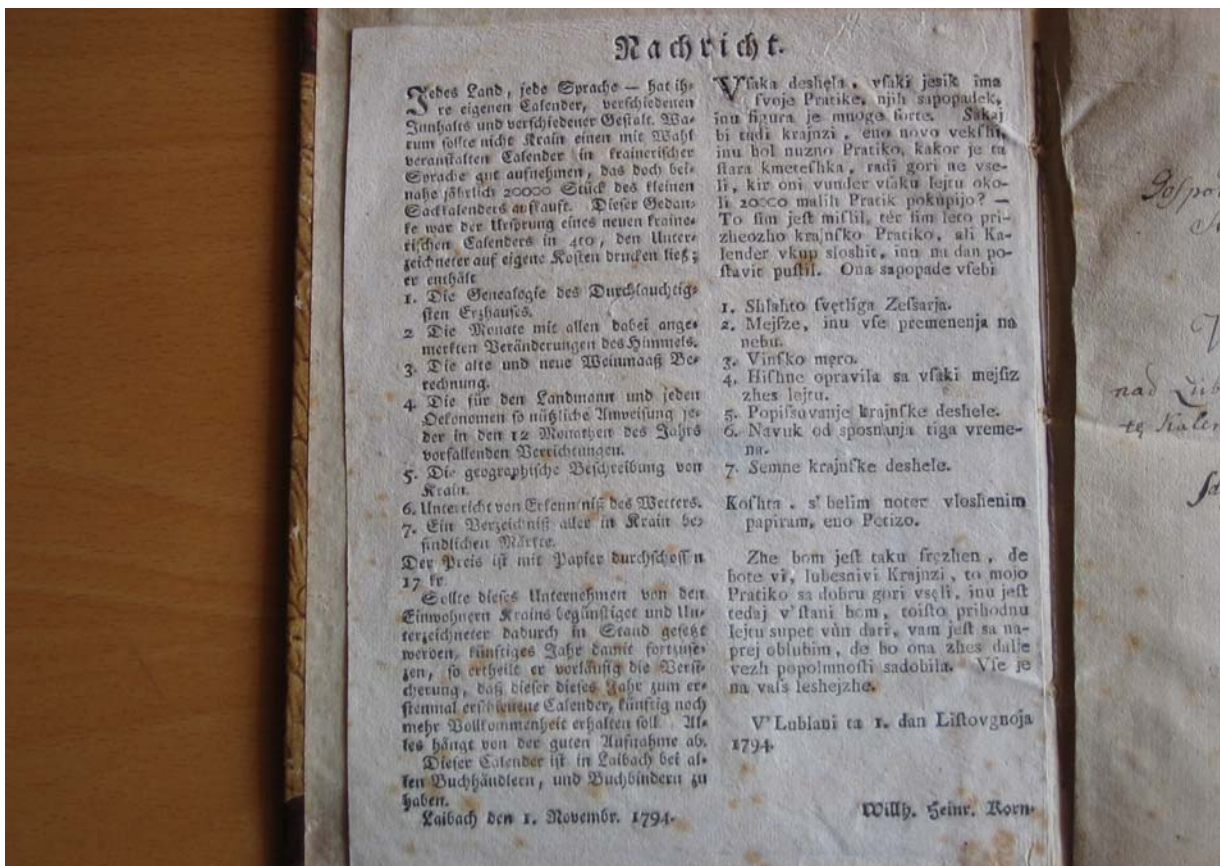 Nachricht.
Jedes Land, jede Sprache — hat ih-
re eigenen Calender, verschiedenen
Jnnhalts und verschiedener Gestalt. Wa-
rum sollte nicht Krain einen mit Wahl
veranstalten Calender in krainerischer
Sprache gut aufnehmen, das doch bei-
nahe jährlich 20000 Stück des kleinen
Sackkalenders aufkauft. Dieser Gedan-
ke war der Ursprung eines neuen kraine-
rischen Calenders in 4to, den Unter-
zeichneter auf eigene Kosten drucken ließ;
er enthält
1. Die Genealogie des Durchlauchtig-
sten Erzhauses.
2 Die Monate mit allen dabei ange-
merkten Veränderungen des Himmels.
3. Die alte und neue Weinmaaß Be-
rechnung.
4. Die für den Landmann und jeden
Oekonomen so nützliche Anweisung je-
der in den 12 Monathen des Jahrs
vorfallenden Verrichtungen.
5. Die geographische Beschreibung von
Krain.
6. Unterricht von Erkenntniß des Wetters.
7. Ein Verzeichniß aller in Krain be-
findlichen Märkte.
Der Preis ist mit Papier durchschossn
17 kr.
Sollte dieses Unternehmen von den
Einwohnern Krains begünstiget und Un-
terzeichneter dadurch in Stand gesetzt
werden, künftiges Jahr damit fortzuse-
zen, so ertheilt er vorläufig die Versi-
cherung, daß dieser dieses Jahr zum er-
stenmal erschienene Calender, künftig noch
mehr Vollkommenheit erhalten soll. Al-
les hängt von der guten Aufnahme ab.
Dieser Calender ist in Laibach bei al-
len Buchhändlern, und Buchbindern zu
haben.
Laibach den 1. Novembr. 1794.
Vſaka deshęla, vſaki jesik ima
ſvoje Pratike, njih sapopadek,
inu figura je mnoge ſorte. Sakaj
bi tudi krajnzi, eno novo vekſhi,
inu bol nuzno Pratiko, kakor je ta
ſtara kmeteſhka, radi gori ne vse-
li, kir oni vunder vſaku lejtu oko-
li 20000 malih Pratik pokupijo? —
To ſim jeſt miſlil, tèr ſim leto pri-
zheozho krajnſko Pratiko, ali Ka-
lender vkup sloshit, inu na dan po-
ſtavit puſtil. Ona sapopade vſebi
1. Shlahto ſvętliga Zeſsarja.
2. Mejſze, inu vſe premenenja na
nebu.
3. Vinſko męro.
4. Hiſhne opravila sa vſaki mejſiz
zhes lejtu.
5. Popiſsuvanje krajnſke deshele.
6. Navuk od sposnanja tiga vreme-
na.
7. Semne krajnſke deshele.
Koſhta, s' belim noter vloshenim
papiram, eno Petizo.
Zhe bom jeſt taku ſręzhen, de
bote vi, lubesnivi Krajnzi, to mojo
Pratiko sa dobru gori vsęli, inu jeſt
tedaj v' ſtani bom, toiſto prihodnu
lejtu supet vùn dati, vam jeſt sa na-
prej oblubim, de bo ona zhes dalje
vezh popolnmoſti sadobila. Vſe je
na vaſs leshejzhe.
V' Lublani ta 1. dan Liſtovgnoja
1794.
Willh. Heinr. Korn.
nad